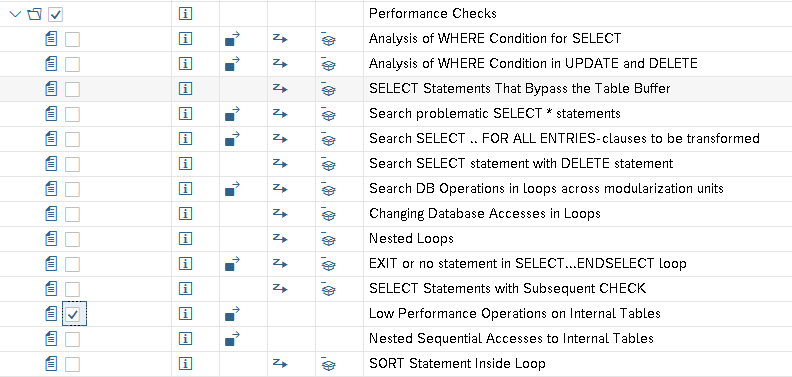 Performance Checks
Analysis of WHERE Condition for SELECT
Analysis of WHERE Condition in UPDATE and DELETE
SELECT Statements That Bypass the Table Buffer
Search problematic SELECT * statements
Search SELECT .. FOR ALL ENTRIES-clauses to be transformed
Search SELECT statement with DELETE statement
Search DB Operations in loops across modularization units
Changing Database Accesses in Loops
Nested Loops
EXIT or no statement in SELECT...ENDSELECT loop
SELECT Statements with Subsequent CHECK
Low Performance Operations on Internal Tables
Nested Sequential Accesses to Internal Tables
SORT Statement Inside Loop